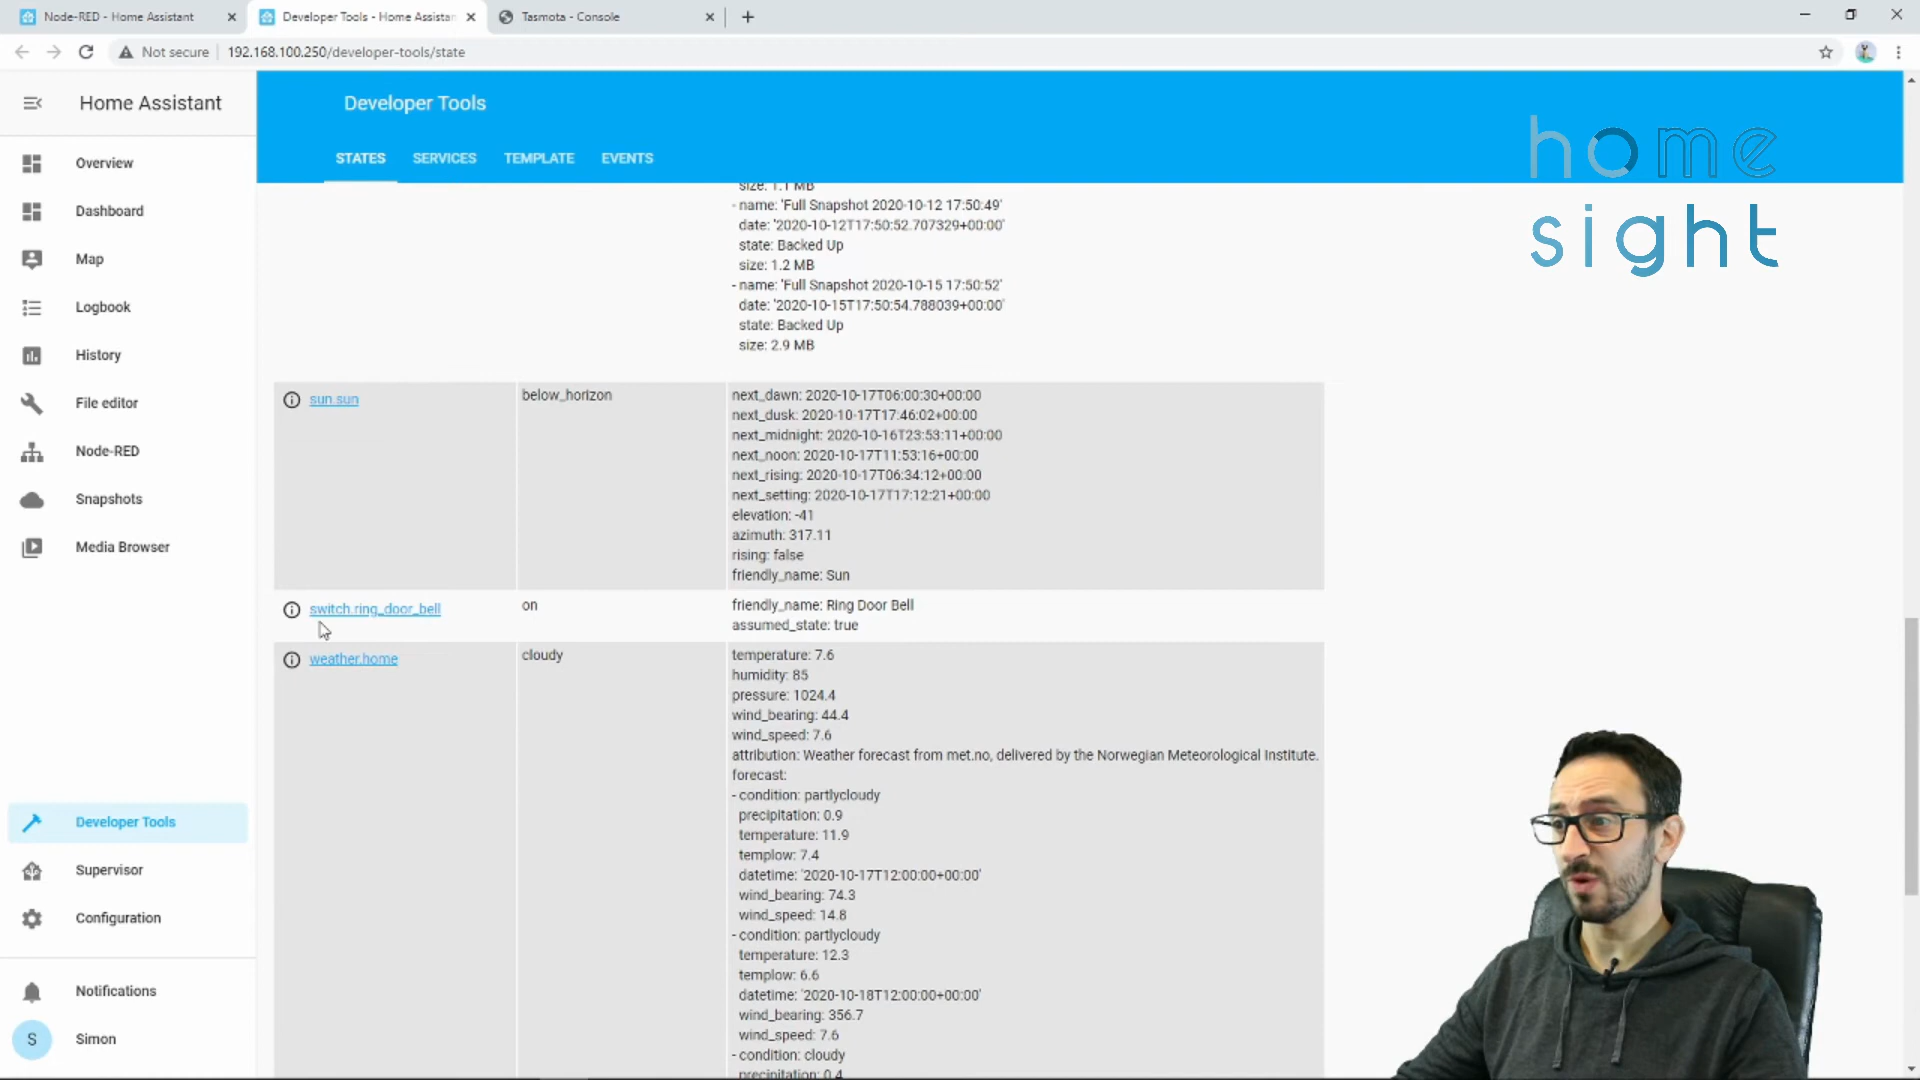 Node-RED - Home Assistant
Developer Tools - Home Assistan
Tasmota - Console
Not secure
192.168.100.250/developer-tools/state
Home Assistant
Overview
Dashboard
Map
Logbook
History
File editor
Node-RED
Snapshots
Media Browser
Developer Tools
Supervisor
Configuration
Notifications
S
Simon
Developer Tools
STATES
SERVICES
TEMPLATE
EVENTS
home
sight
size: 1.1 MB
- name: 'Full Snapshot 2020-10-12 17:50:49'
date: '2020-10-12T17:50:52.707329+00:00'
state: Backed Up
size: 1.2 MB
- name: 'Full Snapshot 2020-10-15 17:50:52'
date: '2020-10-15T17:50:54.788039+00:00'
state: Backed Up
size: 2.9 MB
sun.sun
below_horizon
next_dawn: 2020-10-17T06:00:30+00:00
next_dusk: 2020-10-17T17:46:02+00:00
next_midnight: 2020-10-16T23:53:11+00:00
next_noon: 2020-10-17T11:53:16+00:00
next_rising: 2020-10-17T06:34:12+00:00
next_setting: 2020-10-17T17:12:21+00:00
elevation: -41
azimuth: 317.11
rising: false
friendly_name: Sun
switch.ring_door_bell
on
friendly_name: Ring Door Bell
assumed_state: true
weather.home
cloudy
temperature: 7.6
humidity: 85
pressure: 1024.4
wind_bearing: 44.4
wind_speed: 7.6
attribution: Weather forecast from met.no, delivered by the Norwegian Meteorological Institute.
forecast:
- condition: partlycloudy
precipitation: 0.9
temperature: 11.9
templow: 7.4
datetime: '2020-10-17T12:00:00+00:00'
wind_bearing: 74.3
wind_speed: 14.8
- condition: partlycloudy
temperature: 12.3
templow: 6.6
datetime: '2020-10-18T12:00:00+00:00'
wind_bearing: 356.7
wind_speed: 7.6
- condition: cloudy
precipitation: 0.4